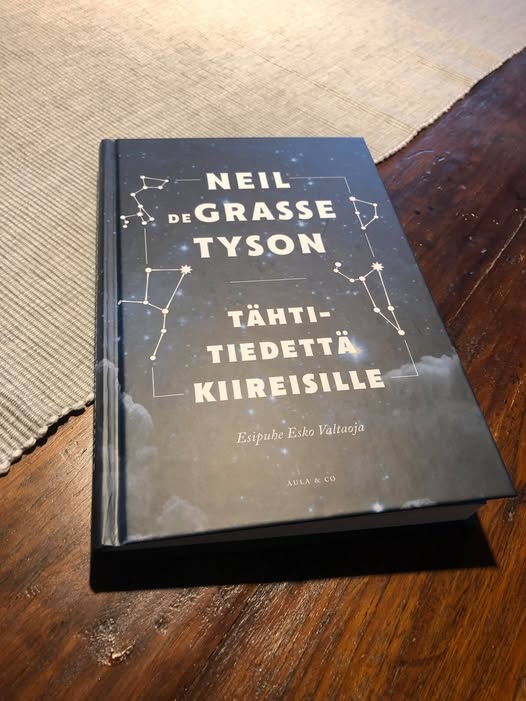 NEIL
DEGRASSE
TYSON
TÄHTI-
TIEDETTÄ
KIIREISILLE
Esipuhe Esko Valtaoja
AULA & CO